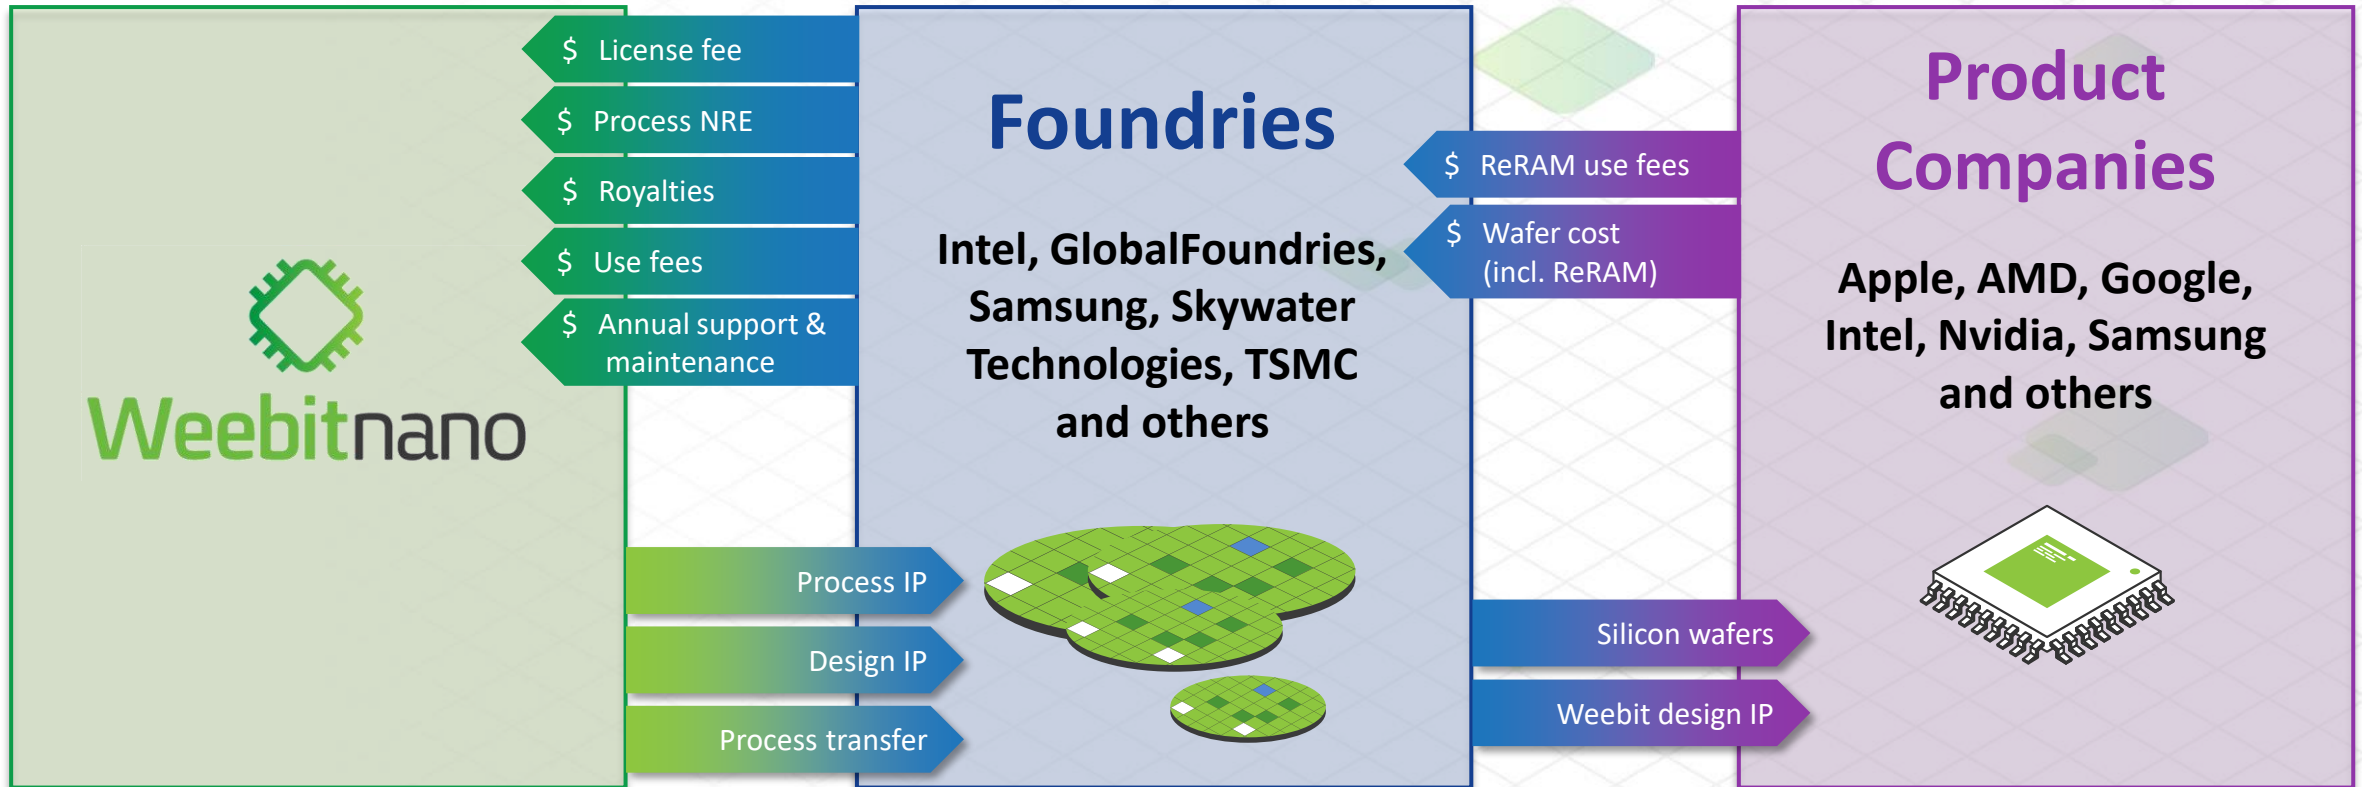 Weebitnano
$ License fee
$ Process NRE
$ Royalties
$ Use fees
$ Annual support &
maintenance
Process IP
Design IP
Process transfer
Foundries
Intel, GlobalFoundries,
Samsung, Skywater
Technologies, TSMC
and others
$ ReRAM use fees
$ Wafer cost
(incl. ReRAM)
Silicon wafers
Weebit design IP
Product
Companies
Apple, AMD, Google,
Intel, Nvidia, Samsung
and others